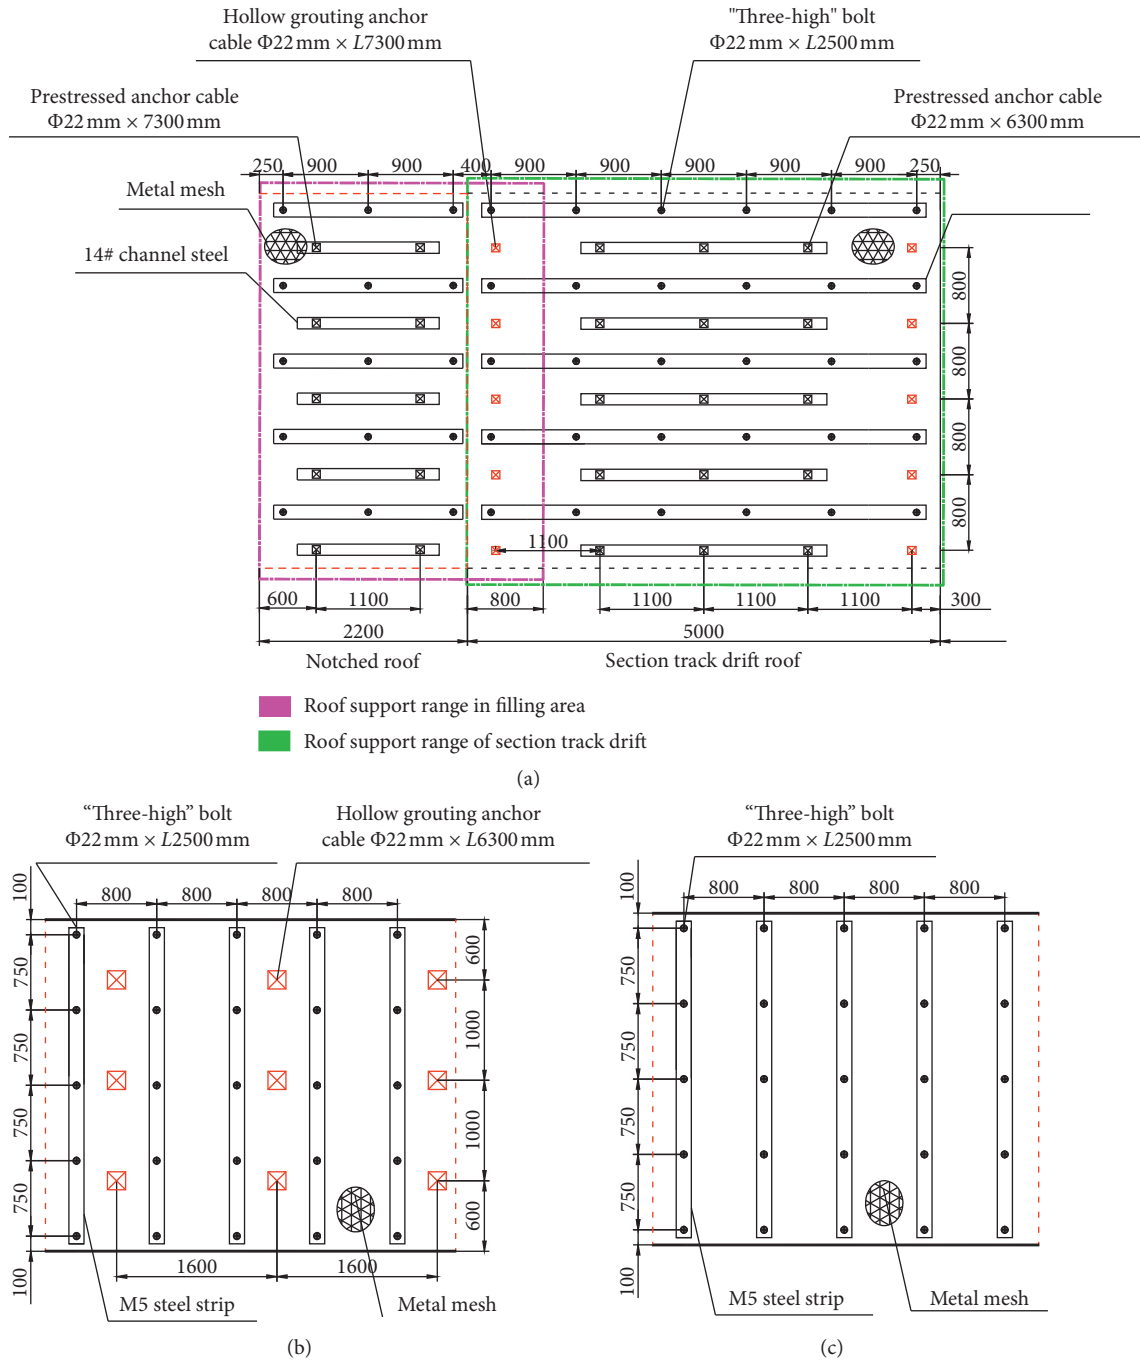 Hollow grouting anchor
cable Φ22 mm × L7300 mm
"Three-high" bolt
Φ22 mm × L2500 mm
Prestressed anchor cable
Φ22 mm × 7300 mm
Prestressed anchor cable
Φ22 mm × 6300 mm
250 900 900 400 900 900 900 900 900 250
Metal mesh
14# channel steel
800
800
800
800
1100
600 1100 800 1100 1100 1100 300
2200 5000
Notched roof Section track drift roof
Roof support range in filling area
Roof support range of section track drift
(a)
“Three-high” bolt
Φ22 mm × L2500 mm
Hollow grouting anchor
cable Φ22 mm × L6300 mm
100
800 800 800 800
750
750
750
750
100
600
1000
1000
600
1600 1600
M5 steel strip Metal mesh
(b)
“Three-high” bolt
Φ22 mm × L2500 mm
100
800 800 800 800
750
750
750
750
100
M5 steel strip Metal mesh
(c)